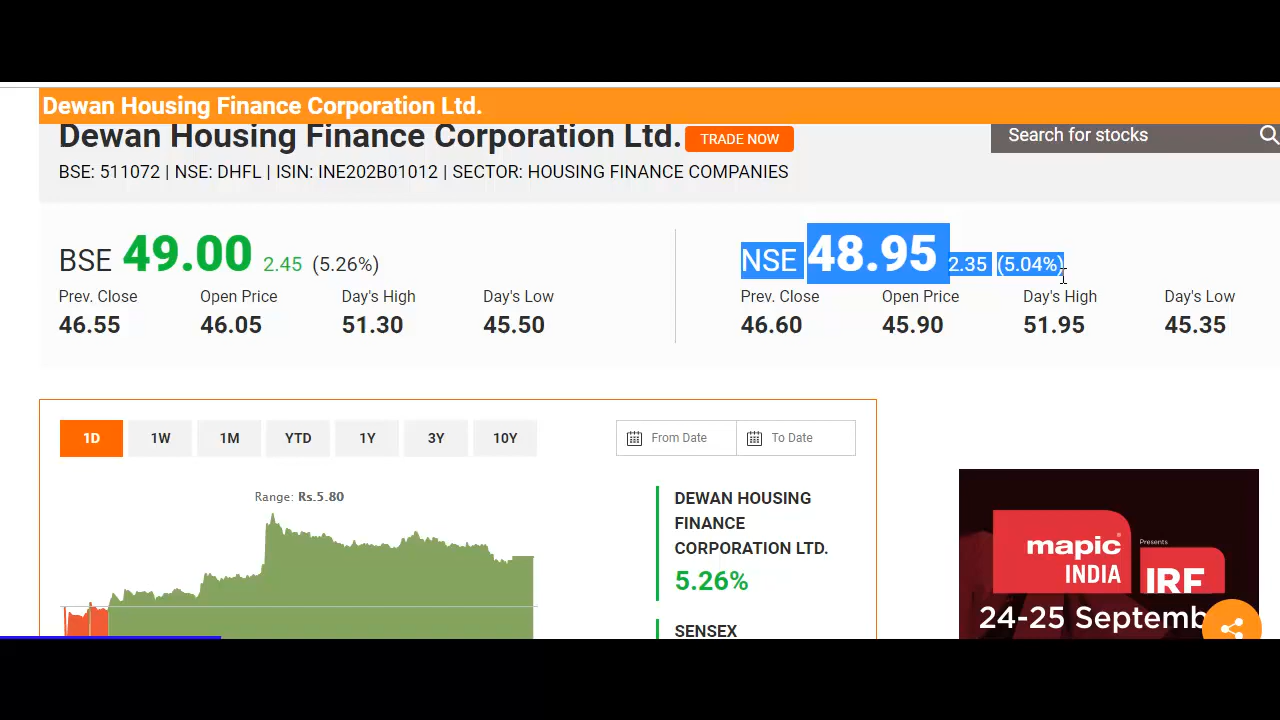 Dewan Housing Finance Corporation Ltd.
Dewan Housing Finance Corporation Ltd. TRADE NOW
Search for stocks
BSE: 511072 | NSE: DHFL | ISIN: INE202B01012 | SECTOR: HOUSING FINANCE COMPANIES
BSE 49.00 2.45 (5.26%)
Prev. Close Open Price Day's High Day's Low
46.55 46.05 51.30 45.50
NSE 48.95 2.35 (5.04%)
Prev. Close Open Price Day's High Day's Low
46.60 45.90 51.95 45.35
1D 1W 1M YTD 1Y 3Y 10Y
From Date To Date
Range: Rs.5.80
DEWAN HOUSING
FINANCE
CORPORATION LTD.
5.26%
SENSEX
mapic®
INDIA
Presents
IRF
24-25 Septemb